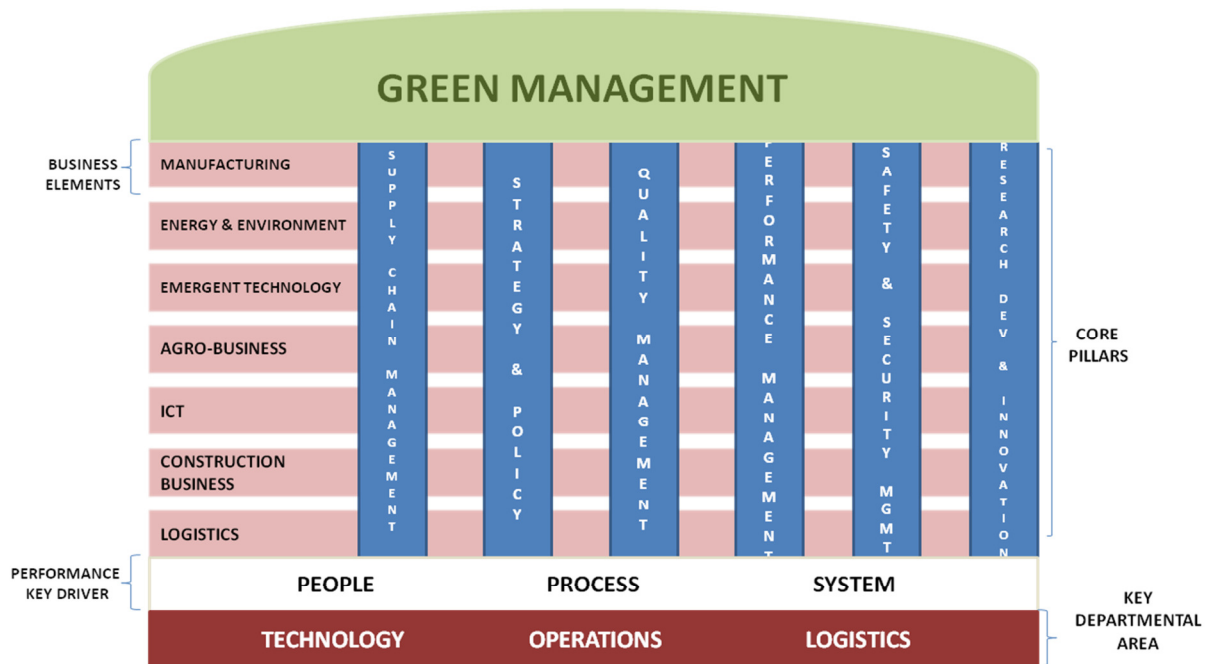 GREEN MANAGEMENT
BUSINESS
ELEMENTS
MANUFACTURING
ENERGY & ENVIRONMENT
EMERGENT TECHNOLOGY
AGRO-BUSINESS
ICT
CONSTRUCTION
BUSINESS
LOGISTICS
SUPPLY CHAIN MANAGEMENT
STRATEGY & POLICY
QUALITY MANAGEMENT
PERFORMANCE MANAGEMENT
SAFETY & SECURITY MGMT
RESEARCH DEV & INNOVATION
CORE
PILLARS
PERFORMANCE
KEY DRIVER
PEOPLE PROCESS SYSTEM
TECHNOLOGY OPERATIONS LOGISTICS
KEY
DEPARTMENTAL
AREA